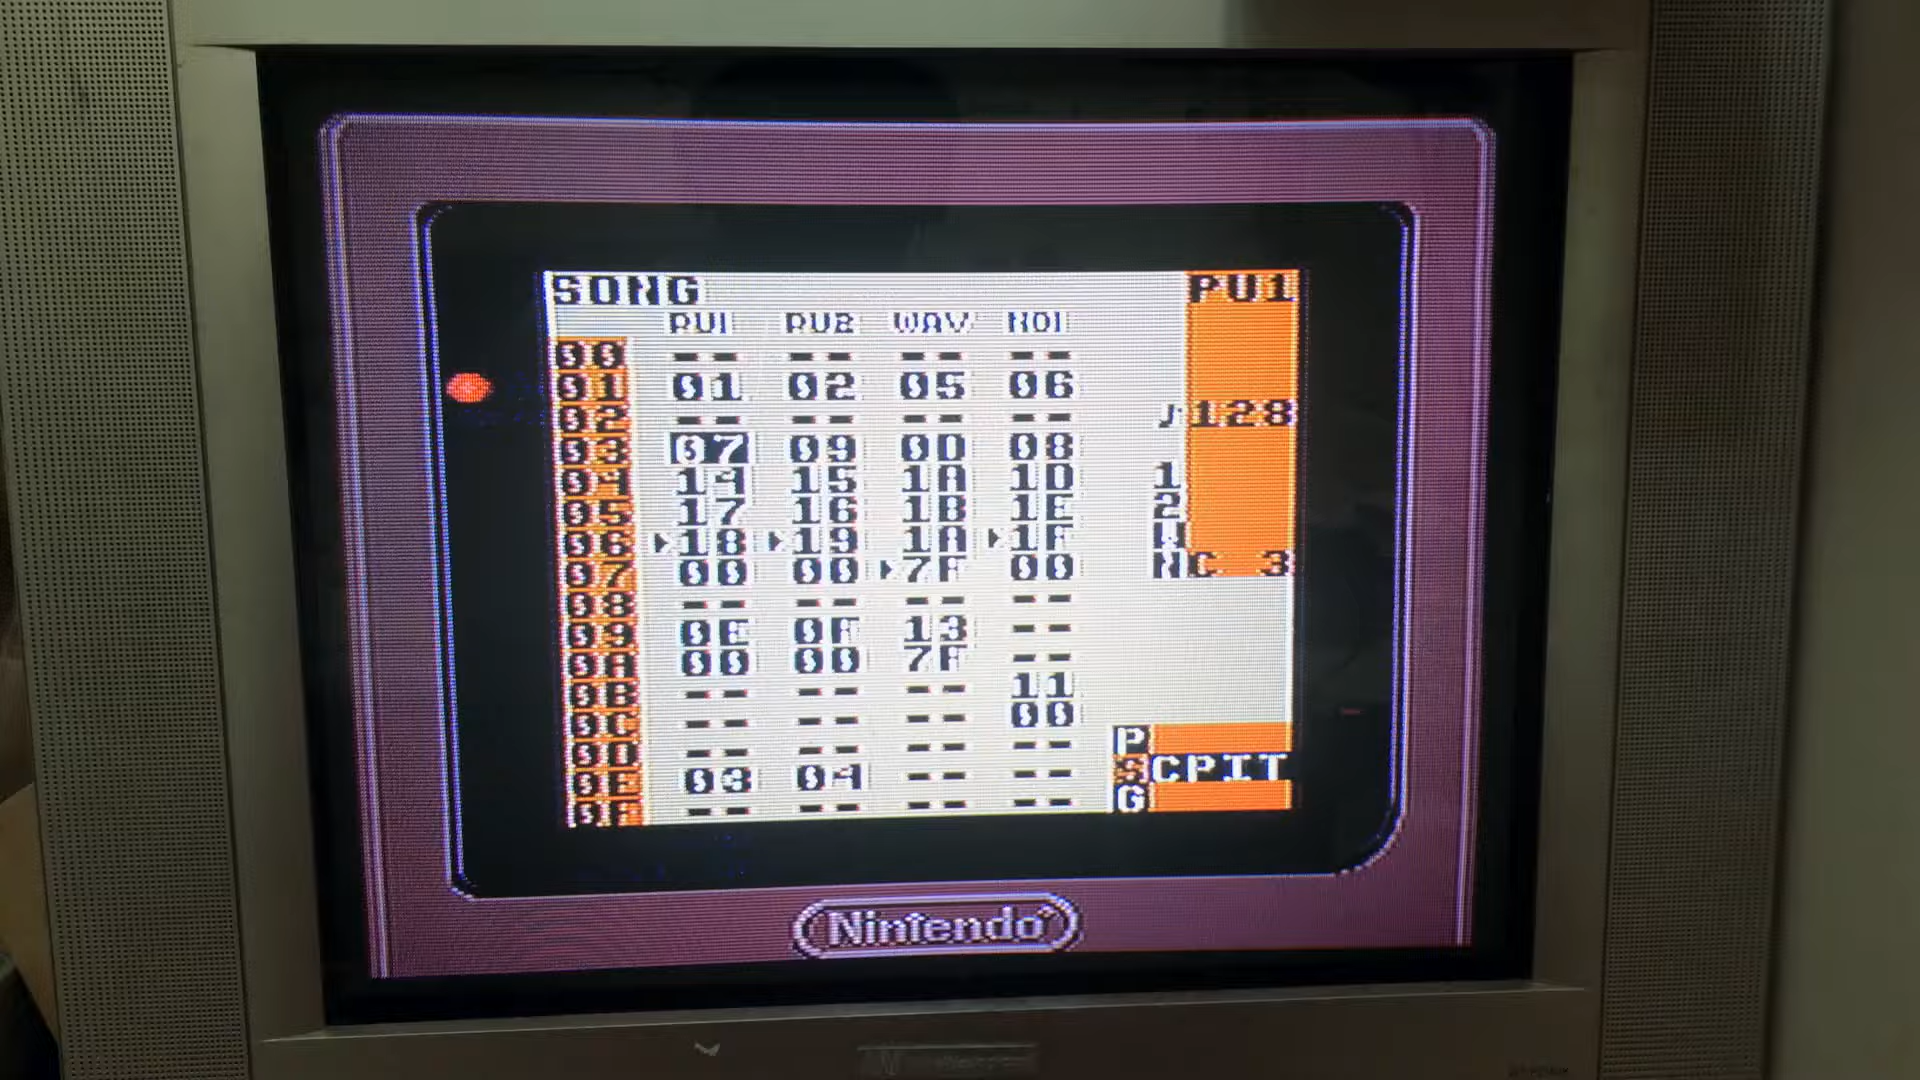 SONG PU1
PU1 PU2 WAV NOI
00 -- -- -- --
01 01 02 05 06
02 -- -- -- -- ♪128
03 07 09 0D 08
04 14 15 1A 1D 1
05 17 16 1B 1E 2
06 18 19 1A 1F W
07 00 00 7F 00 NC 3
08 -- -- -- --
09 0E 0F 13 --
0A 00 00 7F --
0B -- -- -- 11
0C -- -- -- 00
0D -- -- -- -- P
0E 03 04 -- -- SCPIT
0F -- -- -- -- G
Nintendo